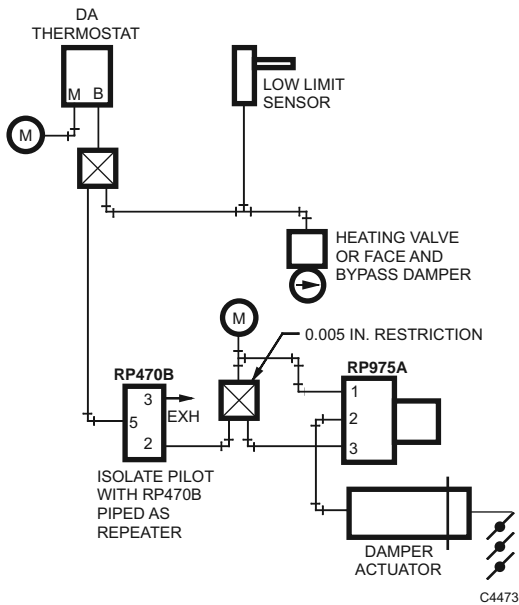 DA
THERMOSTAT
M B
M
LOW LIMIT
SENSOR
HEATING VALVE
OR FACE AND
BYPASS DAMPER
M
0.005 IN. RESTRICTION
RP470B
3
EXH
5
2
RP975A
1
2
3
ISOLATE PILOT
WITH RP470B
PIPED AS
REPEATER
DAMPER
ACTUATOR
C4473